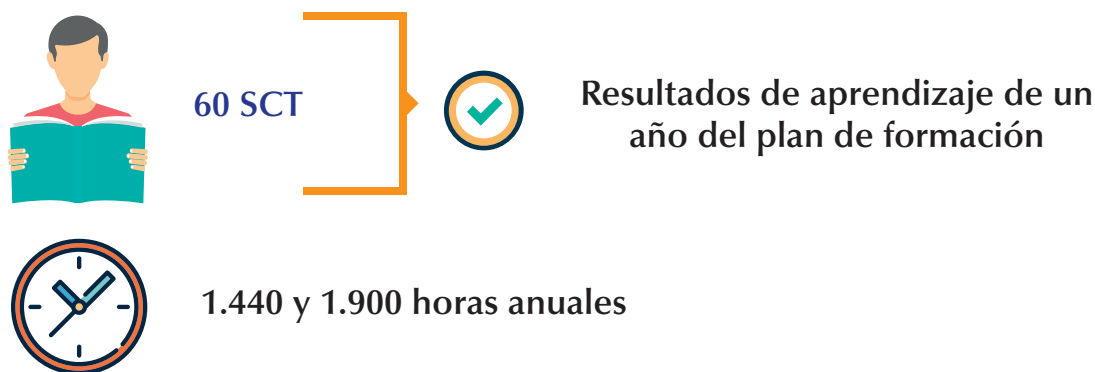 60 SCT
Resultados de aprendizaje de un
año del plan de formación
1.440 y 1.900 horas anuales